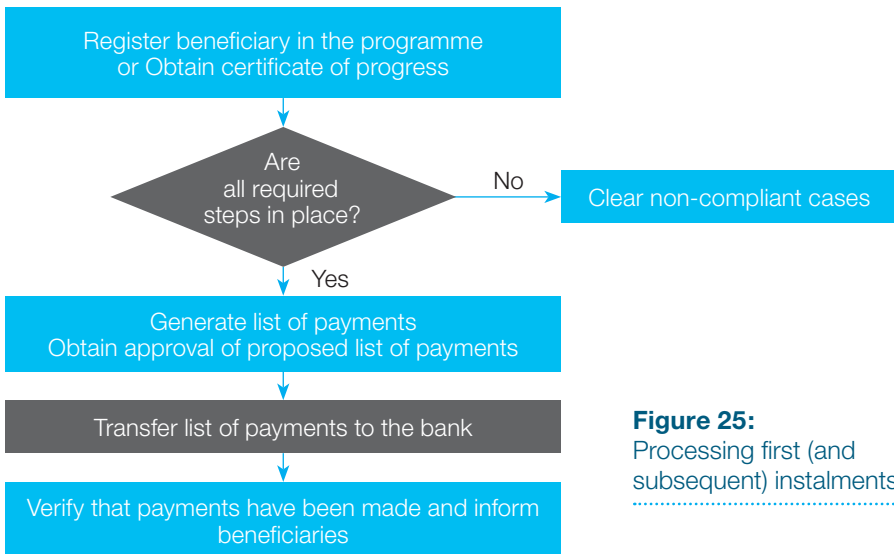 Register beneficiary in the programme
or Obtain certificate of progress
Are
all required
steps in place?
No
Clear non-compliant cases
Yes
Generate list of payments
Obtain approval of proposed list of payments
Transfer list of payments to the bank
Verify that payments have been made and inform
beneficiaries
Figure 25:
Processing first (and
subsequent) instalments